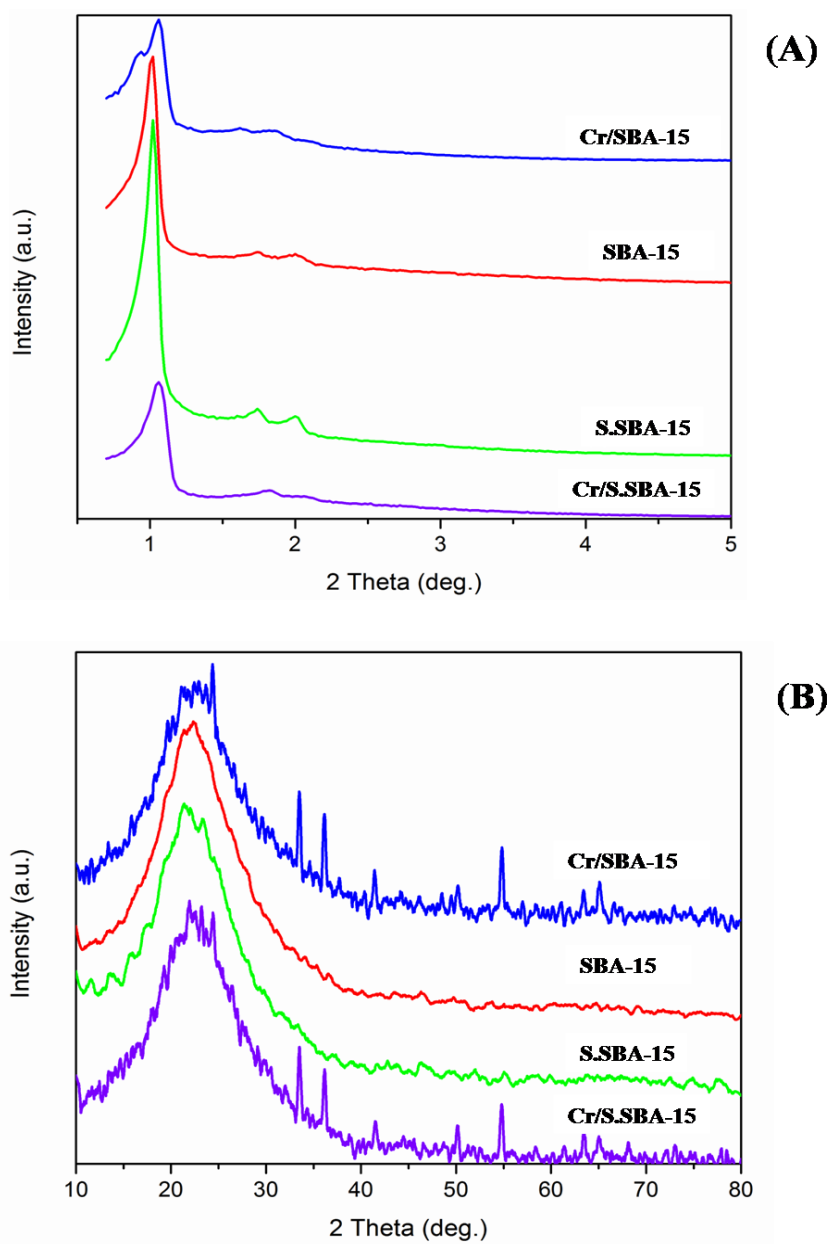 (A)
Cr/SBA-15
SBA-15
S.SBA-15
Cr/S.SBA-15
Intensity (a.u.)
1 2 3 4 5
2 Theta (deg.)
(B)
Cr/SBA-15
SBA-15
S.SBA-15
Cr/S.SBA-15
Intensity (a.u.)
10 20 30 40 50 60 70 80
2 Theta (deg.)